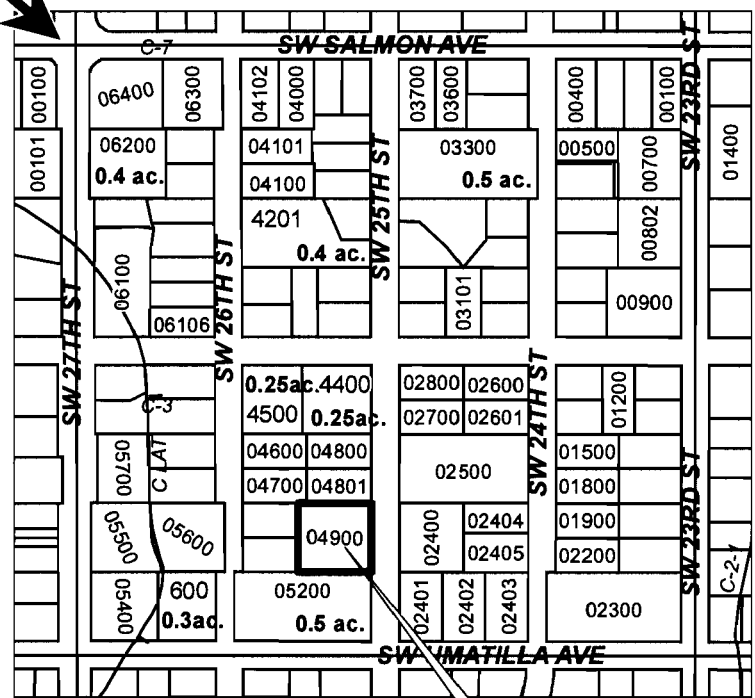 C-7
SW SALMON AVE
00100
06400
06300
04102
04000
03700
03600
00400
00100
SW 23RD ST
01400
00101
06200
0.4 ac.
04101
04100
SW 25TH ST
03300
0.5 ac.
00500
00700
4201
0.4 ac.
00802
SW 27TH ST
00190
06106
SW 26TH ST
03101
00900
C-3
0.25ac.
4400
4500
0.25ac.
02800
02600
02700
02601
SW 24TH ST
01200
05700
C LAT
04600
04800
04700
04801
02500
01500
01800
SW 23RD ST
05500
05600
04900
02400
02404
02405
01900
02200
C-2-1
05400
600
0.3ac.
05200
0.5 ac.
02401
02402
02403
02300
SW UMATILLA AVE